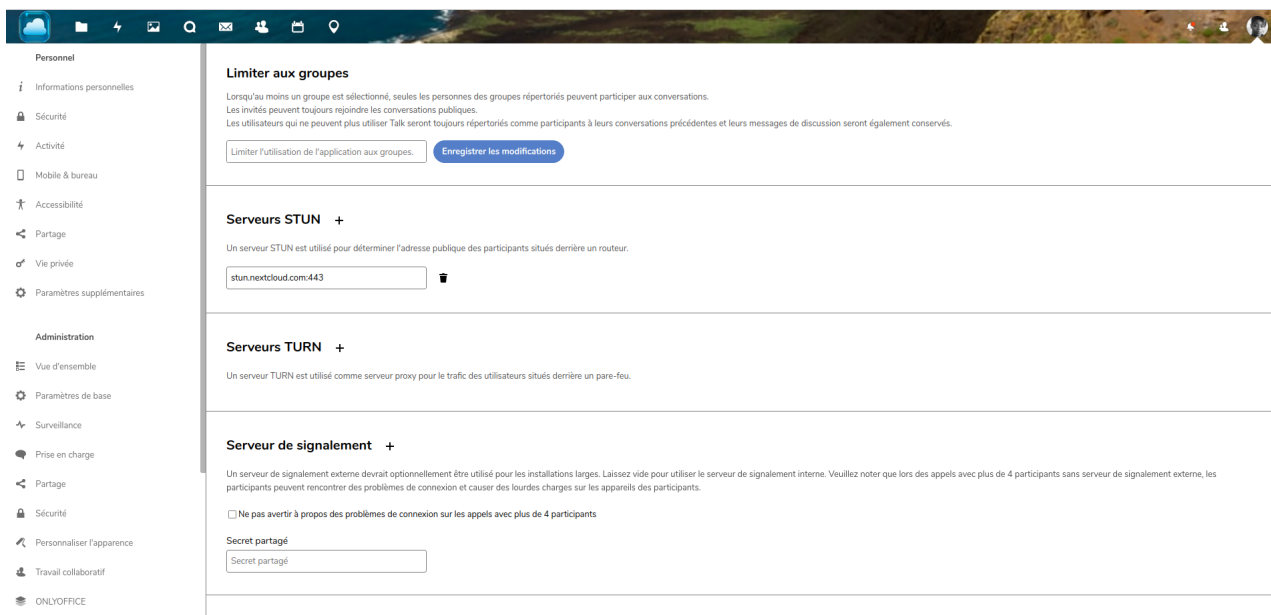 Personnel
Informations personnelles
Sécurité
Activité
Mobile & bureau
Accessibilité
Partage
Vie privée
Paramètres supplémentaires
Administration
Vue d'ensemble
Paramètres de base
Surveillance
Prise en charge
Partage
Sécurité
Personnaliser l'apparence
Travail collaboratif
ONLYOFFICE
Limiter aux groupes
Lorsqu'au moins un groupe est sélectionné, seules les personnes des groupes répertoriés peuvent participer aux conversations.
Les invités peuvent toujours rejoindre les conversations publiques.
Les utilisateurs qui ne peuvent plus utiliser Talk seront toujours répertoriés comme participants à leurs conversations précédentes et leurs messages de discussion seront également conservés.
Limiter l'utilisation de l'application aux groupes.
Enregistrer les modifications
Serveurs STUN +
Un serveur STUN est utilisé pour déterminer l'adresse publique des participants situés derrière un routeur.
stun.nextcloud.com:443
Serveurs TURN +
Un serveur TURN est utilisé comme serveur proxy pour le trafic des utilisateurs situés derrière un pare-feu.
Serveur de signalement +
Un serveur de signalement externe devrait optionnellement être utilisé pour les installations larges. Laissez vide pour utiliser le serveur de signalement interne. Veuillez noter que lors des appels avec plus de 4 participants sans serveur de signalement externe, les
participants peuvent rencontrer des problèmes de connexion et causer des lourdes charges sur les appareils des participants.
Ne pas avertir à propos des problèmes de connexion sur les appels avec plus de 4 participants
Secret partagé
Secret partagé